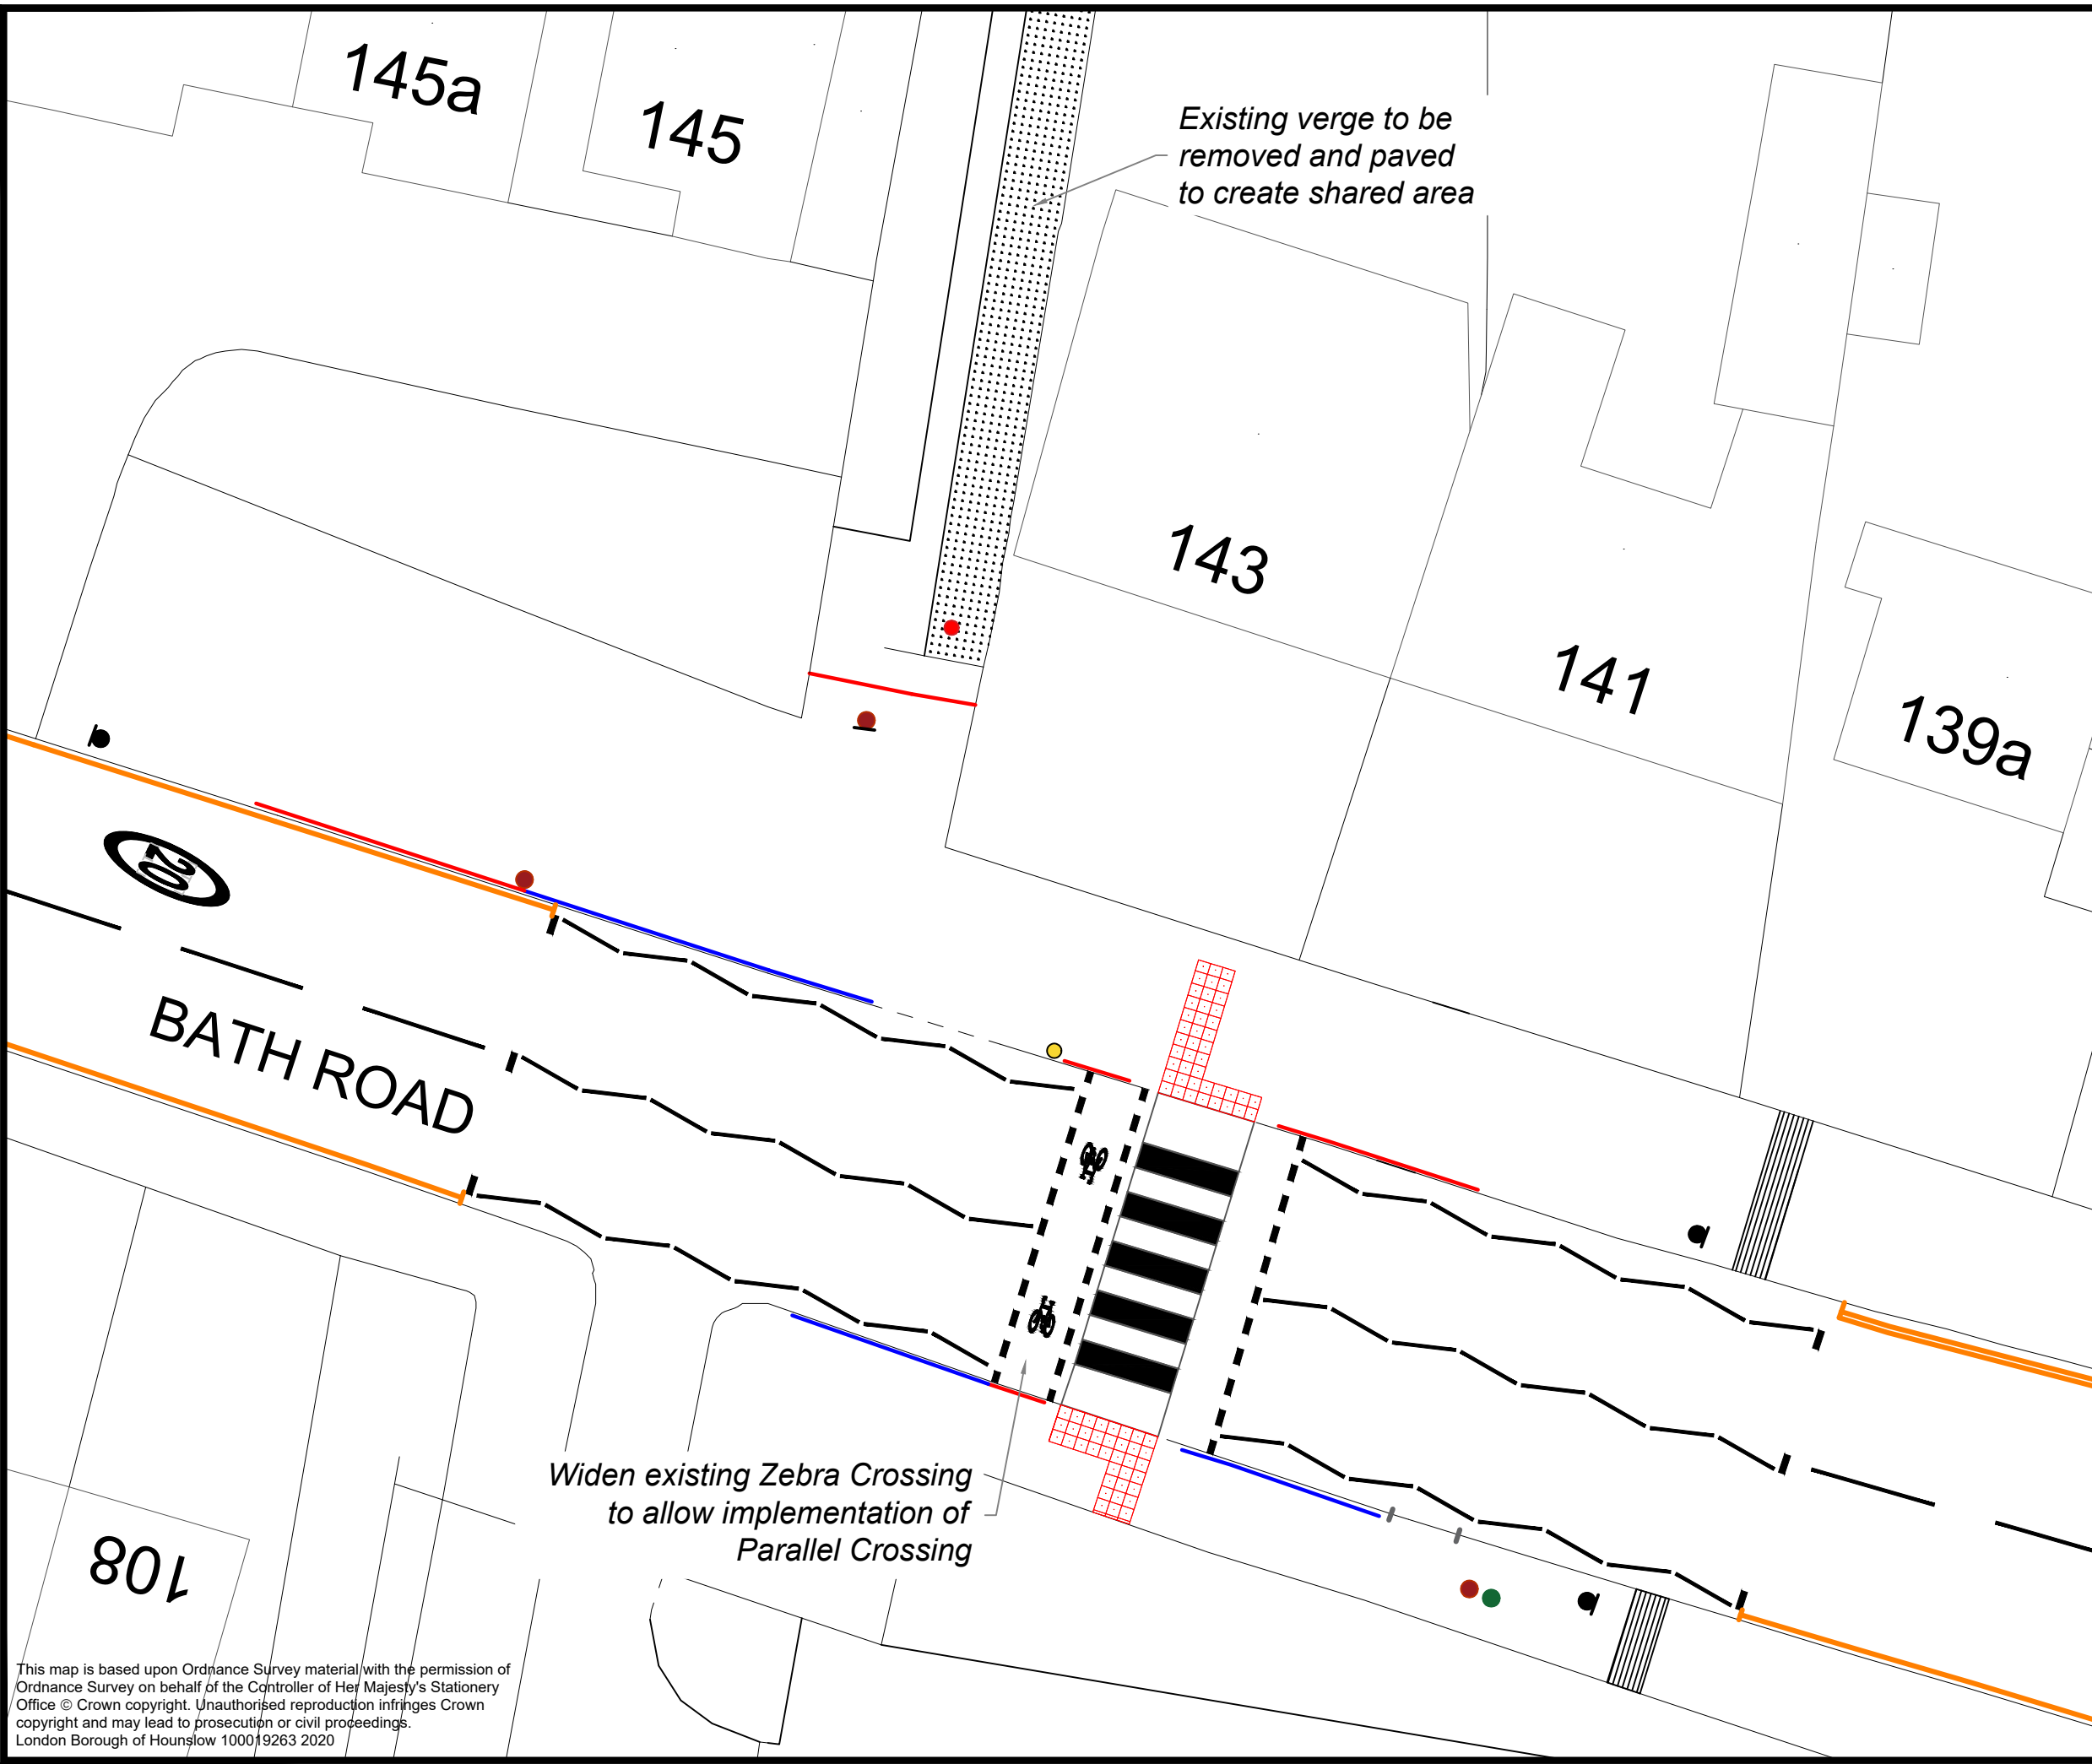 145a
145
Existing verge to be
removed and paved
to create shared area
143
141
139a
20
BATH ROAD
Widen existing Zebra Crossing
to allow implementation of
Parallel Crossing
108
This map is based upon Ordnance Survey material with the permission of
Ordnance Survey on behalf of the Controller of Her Majesty's Stationery
Office © Crown copyright. Unauthorised reproduction infringes Crown
copyright and may lead to prosecution or civil proceedings.
London Borough of Hounslow 100019263 2020